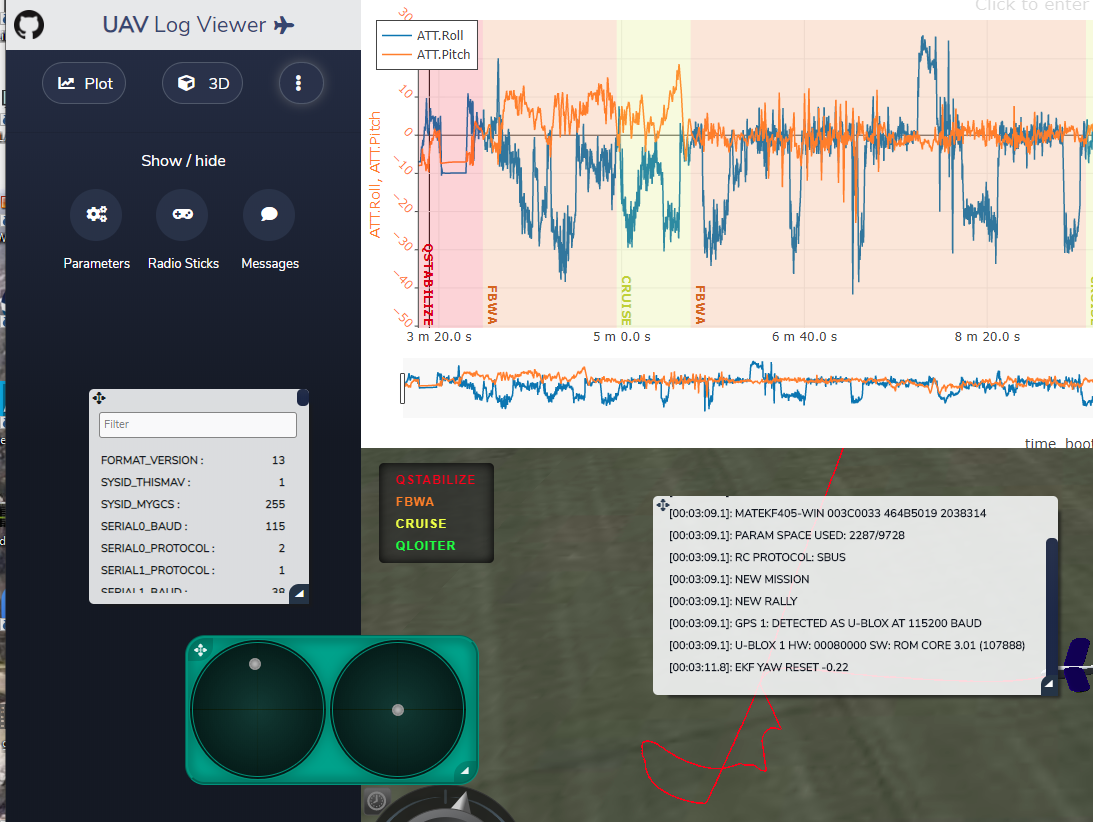 UAV Log Viewer
Plot
3D
Show / hide
Parameters
Radio Sticks
Messages
Filter
FORMAT_VERSION : 13
SYSID_THISMAV : 1
SYSID_MYGCS : 255
SERIAL0_BAUD : 115
SERIAL0_PROTOCOL : 2
SERIAL1_PROTOCOL : 1
SERIAL1_BAUD : 38
Click to enter
ATT.Roll
ATT.Pitch
ATT.Roll, ATT.Pitch
30
10
0
−10
−20
−30
−40
−50
QSTABILIZE
FBWA
CRUISE
FBWA
3 m 20.0 s
5 m 0.0 s
6 m 40.0 s
8 m 20.0 s
time_boot
QSTABILIZE
FBWA
CRUISE
QLOITER
[00:03:09.1]: MATEKF405-WIN 003C0033 464B5019 2038314
[00:03:09.1]: PARAM SPACE USED: 2287/9728
[00:03:09.1]: RC PROTOCOL: SBUS
[00:03:09.1]: NEW MISSION
[00:03:09.1]: NEW RALLY
[00:03:09.1]: GPS 1: DETECTED AS U-BLOX AT 115200 BAUD
[00:03:09.1]: U-BLOX 1 HW: 00080000 SW: ROM CORE 3.01 (107888)
[00:03:11.8]: EKF YAW RESET -0.22